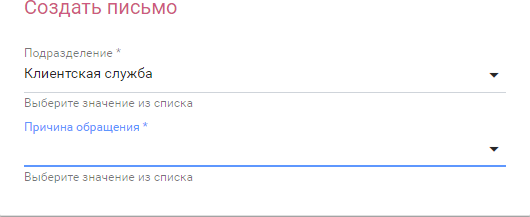 Создать письмо
Подразделение *
Клиентская служба
Выберите значение из списка
Причина обращения *
Выберите значение из списка